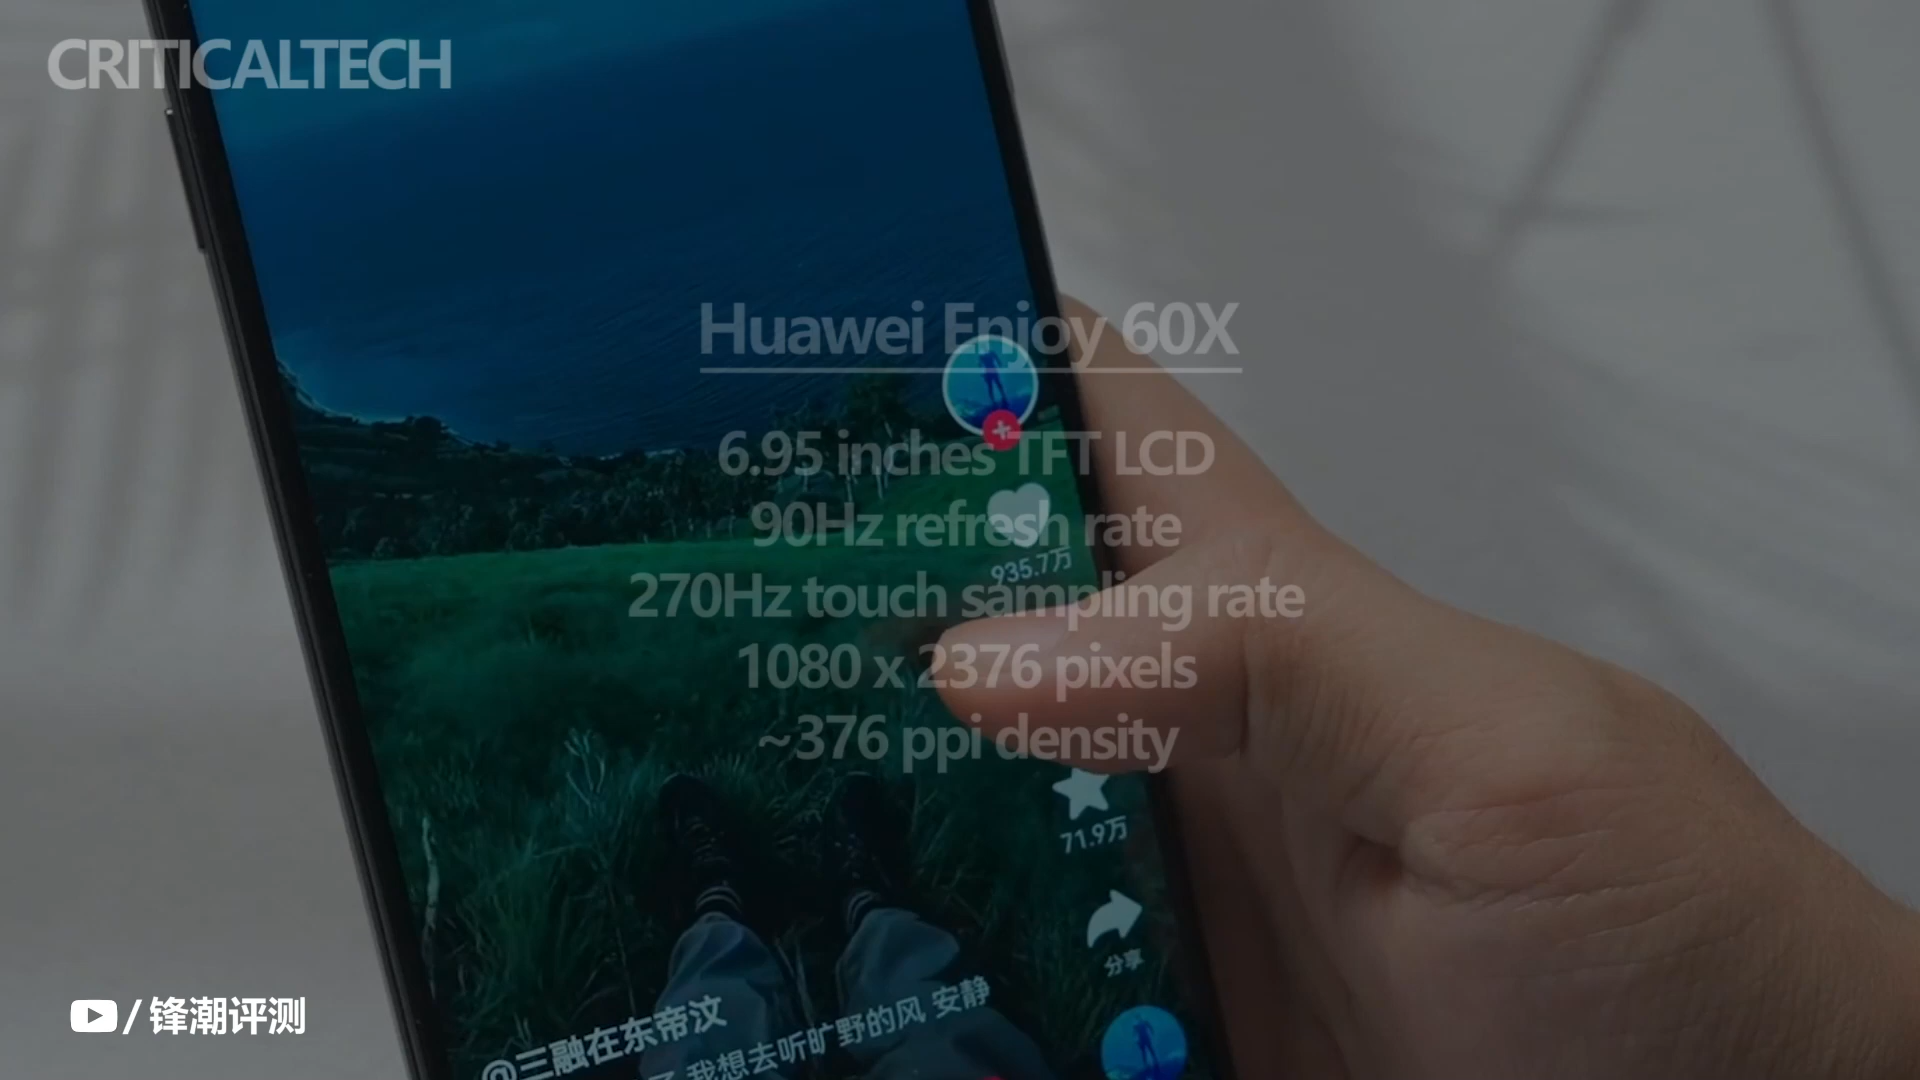 CRITICALTECH
Huawei Enjoy 60X
6.95 inches TFT LCD
90Hz refresh rate
270Hz touch sampling rate
1080 x 2376 pixels
~376 ppi density
935.7万
71.9万
分享
@三融在东帝汶
我想去听旷野的风 安静
/ 锋潮评测